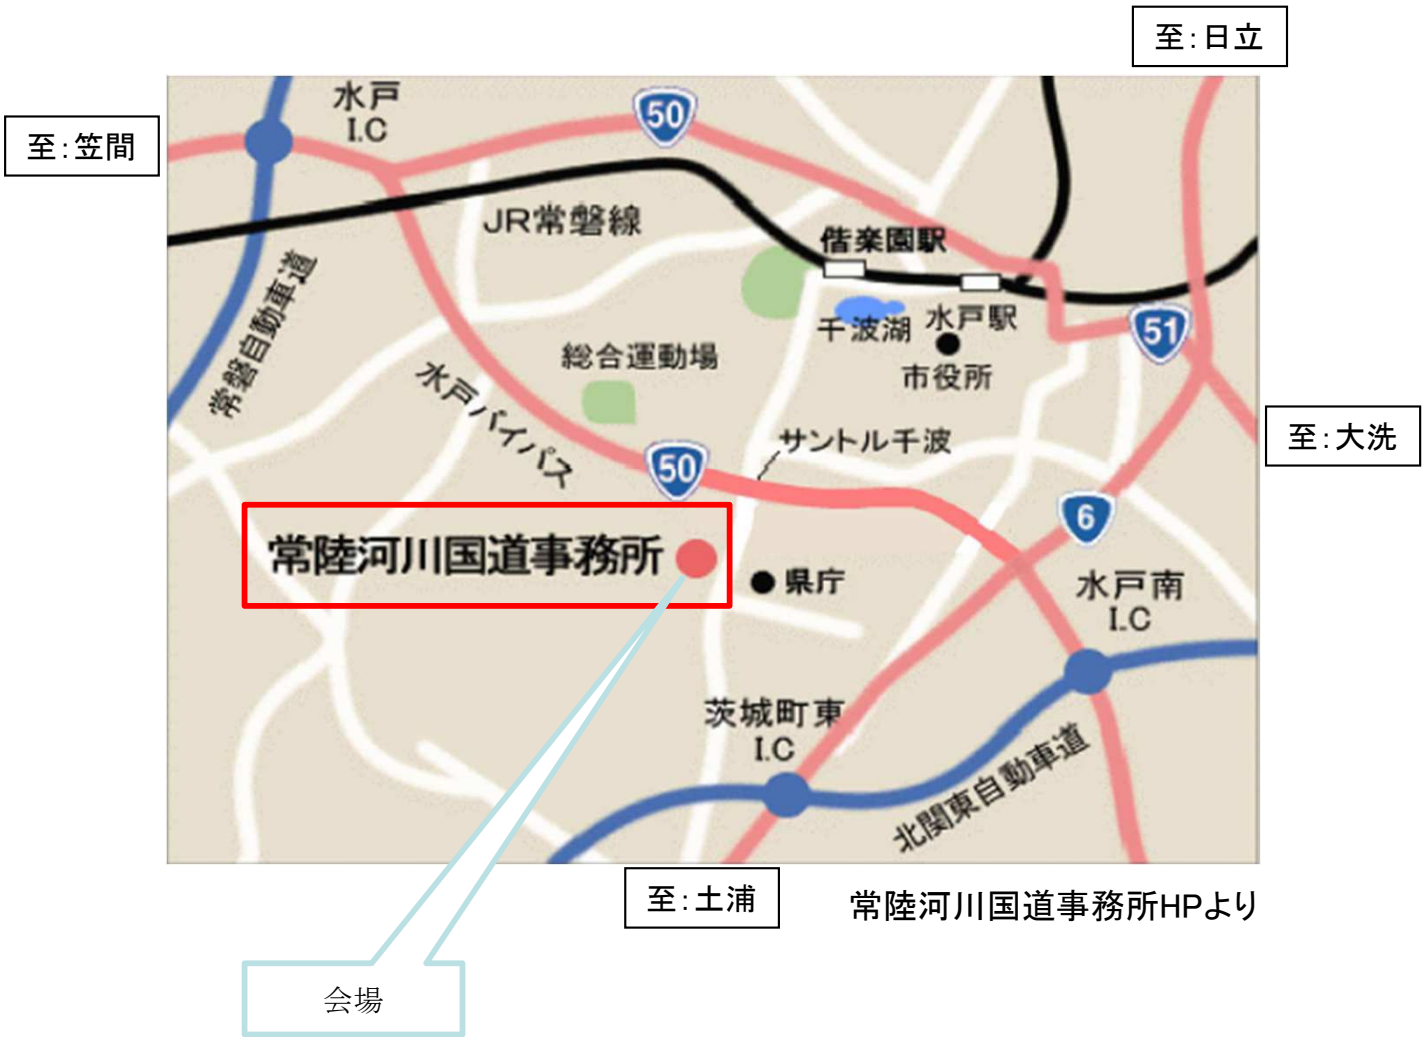 至:日立
水戸
I.C
50
至:笠間
JR常磐線
偕楽園駅
常磐自動車道
千波湖
水戸駅
51
市役所
総合運動場
水戸バイパス
サントル千波
至:大洗
50
6
常陸河川国道事務所
県庁
水戸南
I.C
茨城町東
I.C
北関東自動車道
至:土浦
常陸河川国道事務所HPより
会場